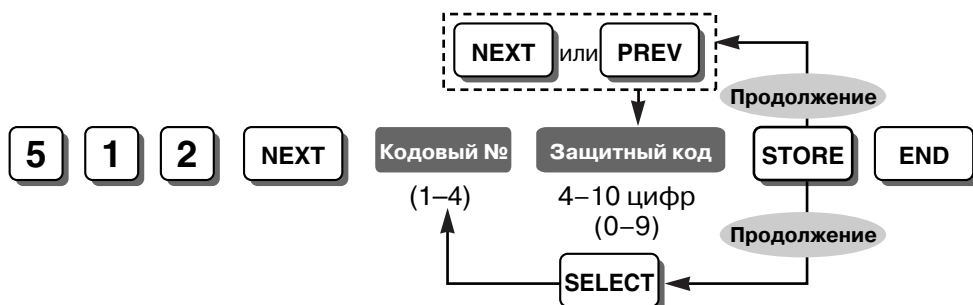 NEXT или PREV
Продолжение
5 1 2 NEXT Кодовый № Защитный код STORE END
(1–4) 4–10 цифр
(0–9)
Продолжение
SELECT